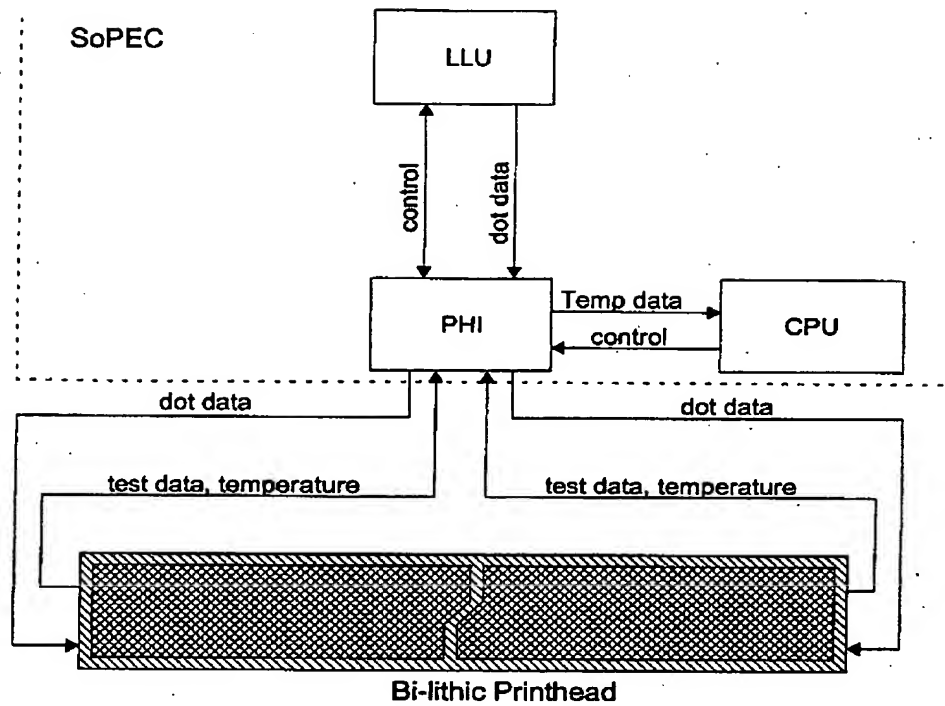 SoPEC
LLU
control
dot data
PHI
Temp data
control
CPU
dot data
dot data
test data, temperature
test data, temperature
Bi-lithic Printhead